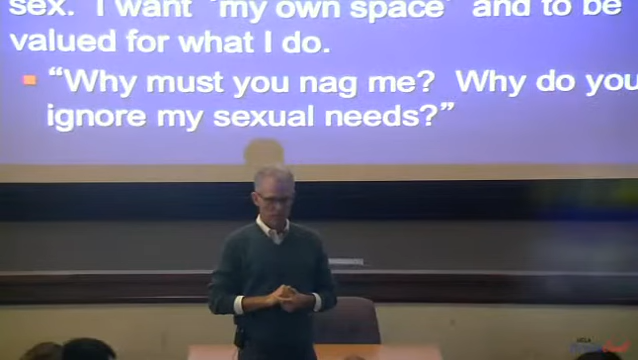 sex. I want 'my own space' and to be
valued for what I do.
"Why must you nag me? Why do you
ignore my sexual needs?"
UCLA